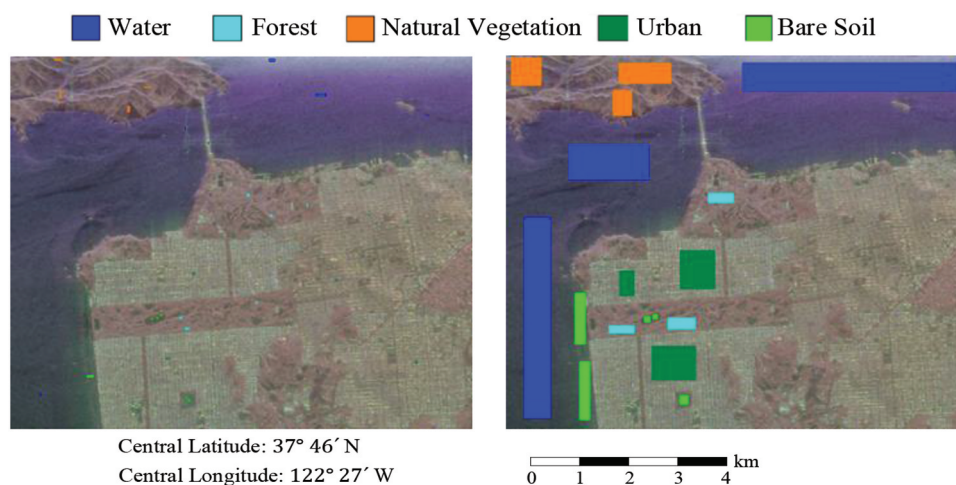 Water Forest Natural Vegetation Urban Bare Soil
Central Latitude: 37° 46´ N
Central Longitude: 122° 27´ W
km
0 1 2 3 4